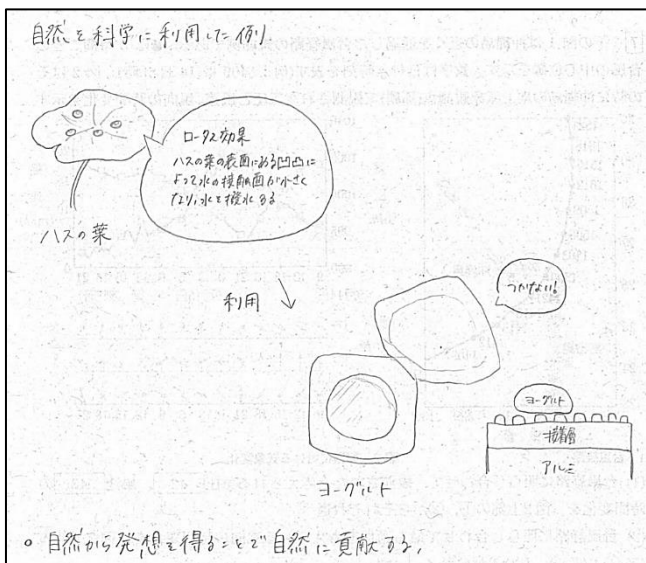 自然を科学に利用した例
ロータス効果
ハスの葉の表面にある凹凸に
よって水の接触面が小さく
なり、水を撥水する
ハスの葉
利用
つかない!
ヨーグルト
接着層
アルミ
ヨーグルト
○ 自然から発想を得ることで自然に貢献する,